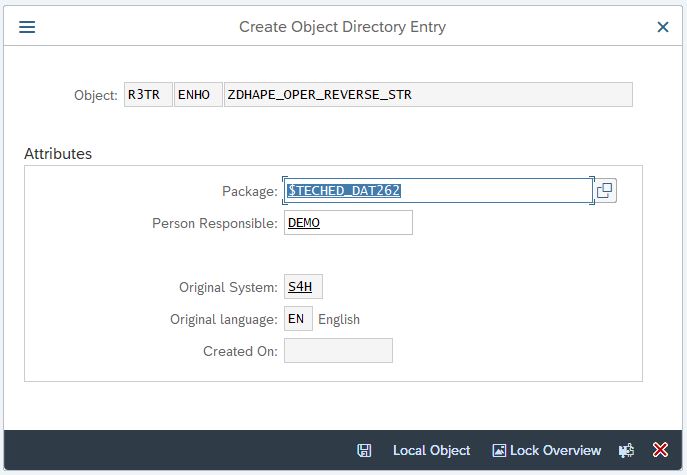 Create Object Directory Entry
Object: R3TR ENHO ZDHAPE_OPER_REVERSE_STR
Attributes
Package: $TECHED_DAT262
Person Responsible: DEMO
Original System: S4H
Original language: EN English
Created On:
Local Object Lock Overview